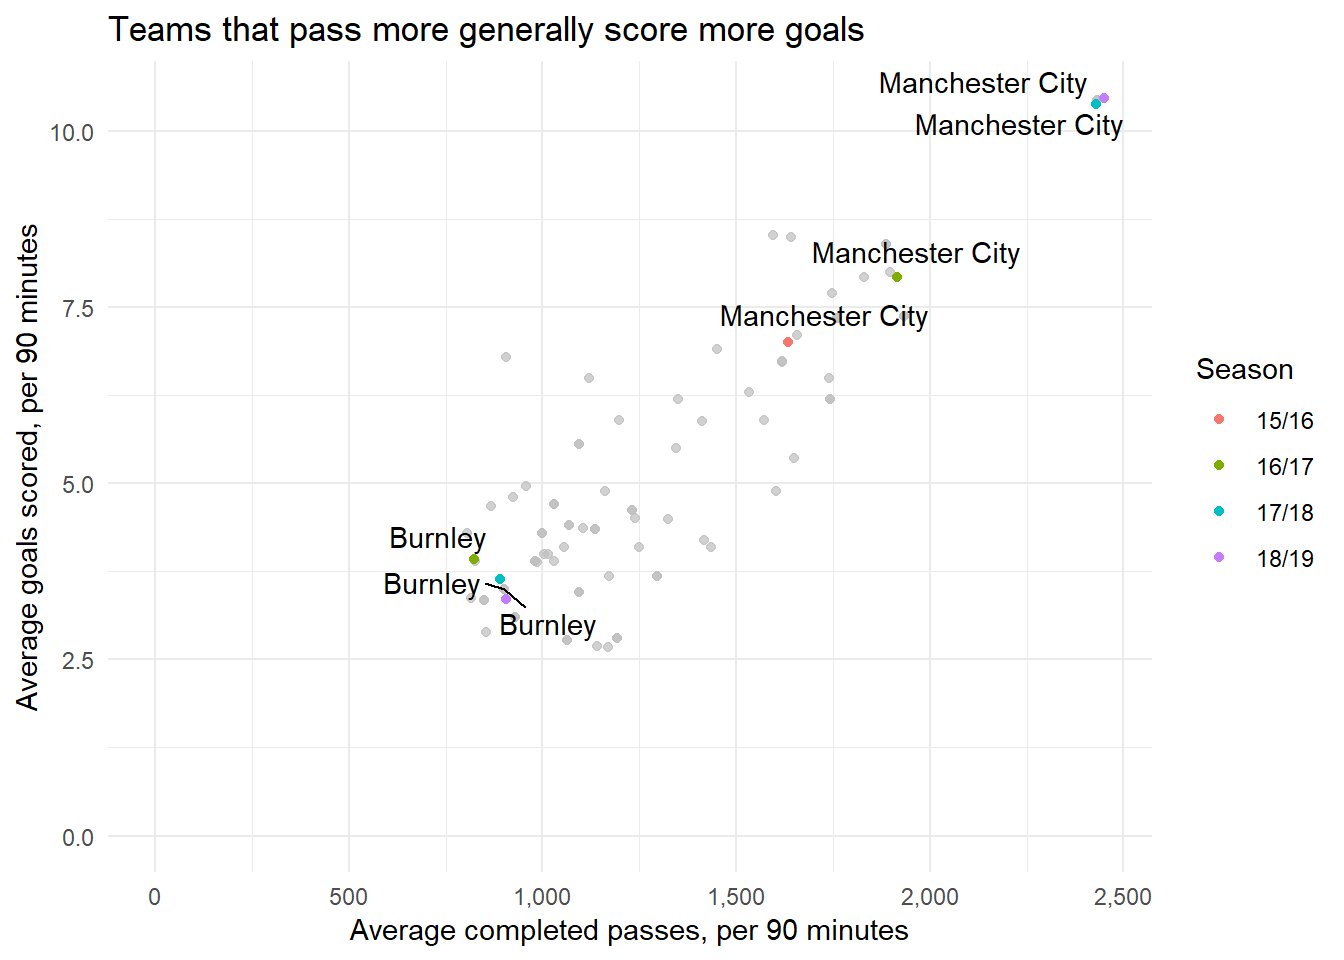 Teams that pass more generally score more goals
Manchester City
Manchester City
Manchester City
Manchester City
Burnley
Burnley
Burnley
10.0
7.5
5.0
2.5
0.0
Average goals scored, per 90 minutes
0
500
1,000
1,500
2,000
2,500
Average completed passes, per 90 minutes
Season
15/16
16/17
17/18
18/19